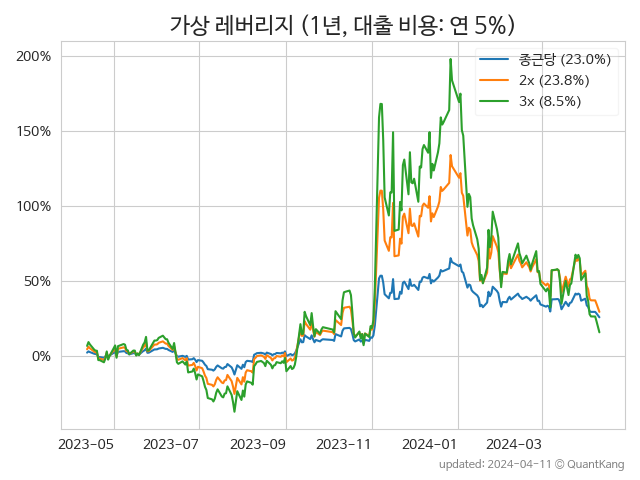 가상 레버리지 (1년, 대출 비용: 연 5%)
종근당 (23.0%)
2x (23.8%)
3x (8.5%)
200%
150%
100%
50%
0%
2023-05 2023-07 2023-09 2023-11 2024-01 2024-03
updated: 2024-04-11 © QuantKang